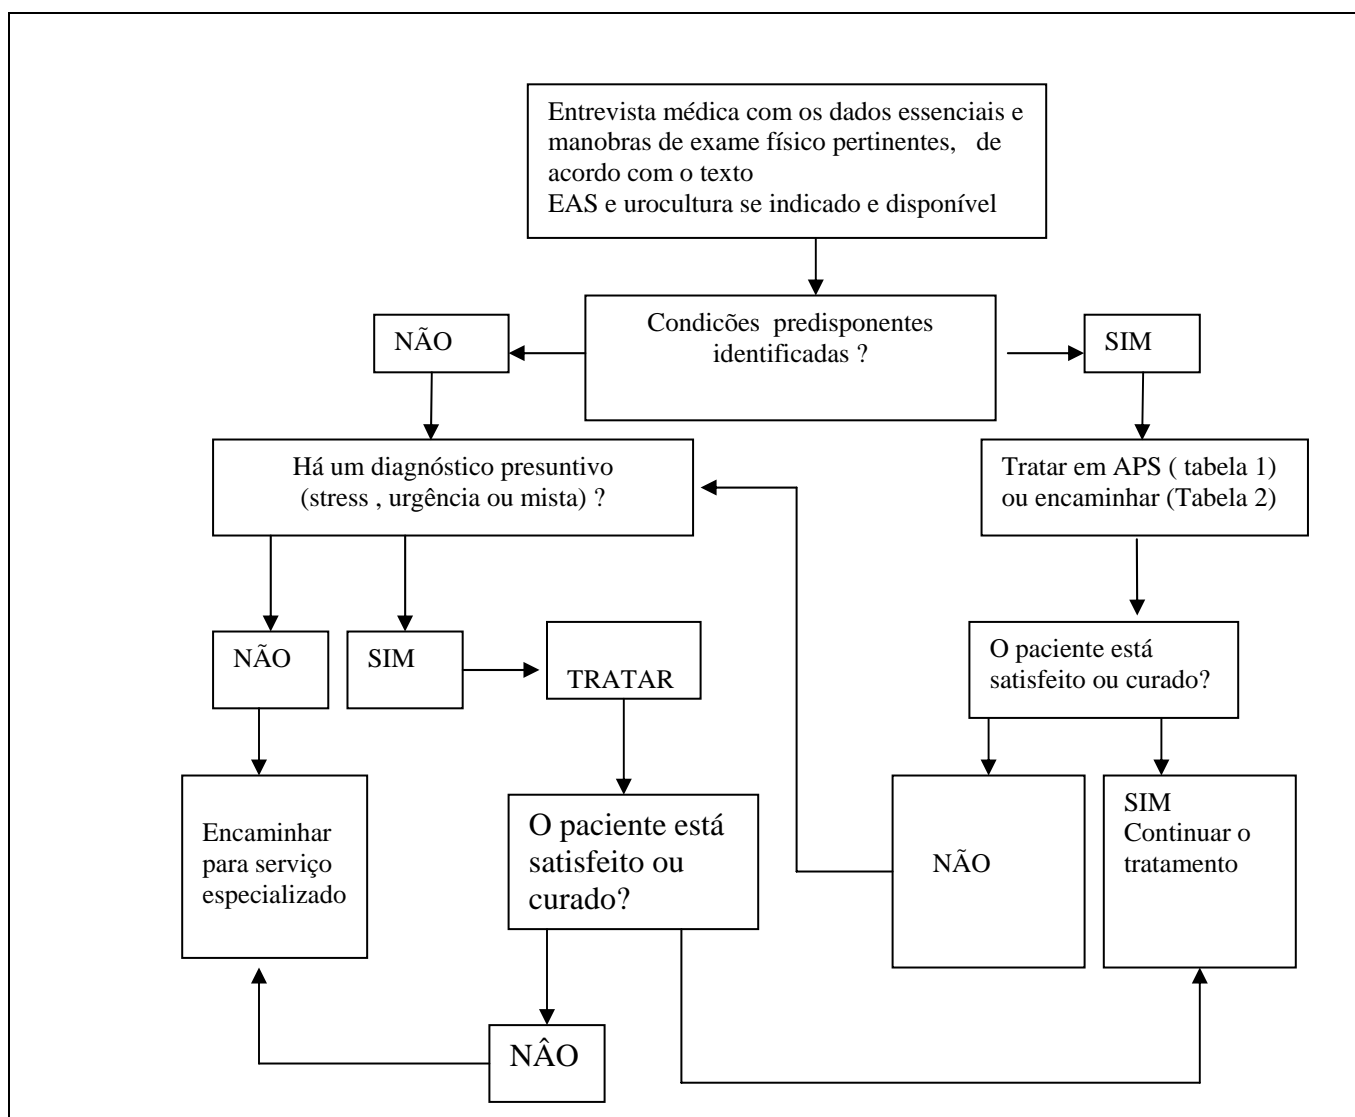 Entrevista médica com os dados essenciais e
manobras de exame físico pertinentes, de
acordo com o texto
EAS e urocultura se indicado e disponível
Condicões predisponentes
identificadas ?
NÃO
SIM
Há um diagnóstico presuntivo
(stress , urgência ou mista) ?
Tratar em APS ( tabela 1)
ou encaminhar (Tabela 2)
NÃO
SIM
TRATAR
O paciente está
satisfeito ou curado?
Encaminhar
para serviço
especializado
O paciente está
satisfeito ou
curado?
NÃO
SIM
Continuar o
tratamento
NÂO